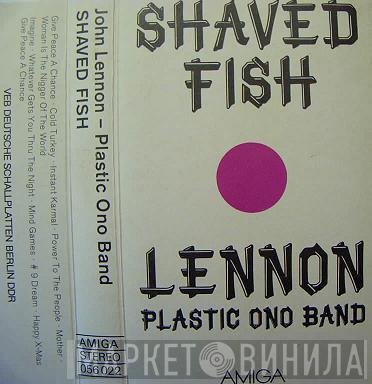 Give Peace A Chance · Cold Turkey · Instant Karma! · Power To The People · Mother ·
Woman Is The Nigger Of The World
Imagine · Whatever Gets You Thru The Night · Mind Games · # 9 Dream · Happy X-Mas
Give Peace A Chance
VEB DEUTSCHE SCHALLPLATTEN BERLIN DDR
John Lennon – Plastic Ono Band
SHAVED FISH
AMIGA
STEREO
056 022
SHAVED
FISH
LENNON
PLASTIC ONO BAND
AMIGA
МАРКЕТ ВИНИЛА